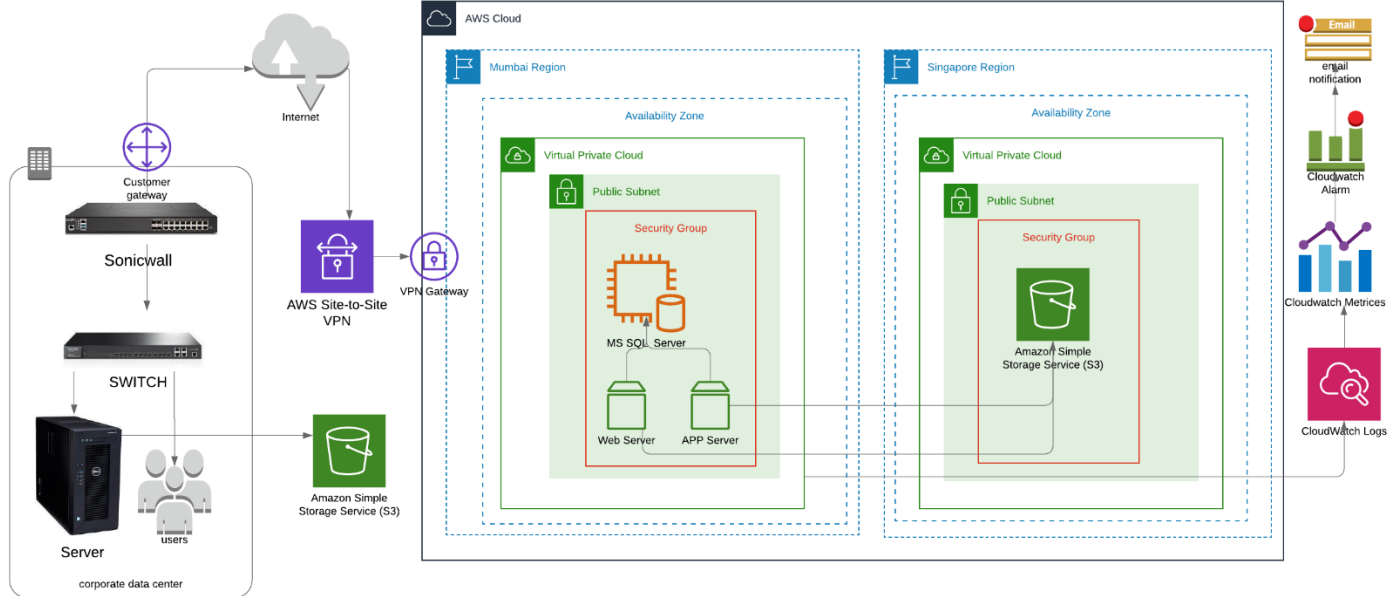 Internet
Customer
gateway
Sonicwall
SWITCH
Server
users
corporate data center
AWS Site-to-Site
VPN
VPN Gateway
Amazon Simple
Storage Service (S3)
AWS Cloud
Mumbai Region
Availability Zone
Virtual Private Cloud
Public Subnet
Security Group
MS SQL Server
Web Server
APP Server
Singapore Region
Availability Zone
Virtual Private Cloud
Public Subnet
Security Group
Amazon Simple
Storage Service (S3)
Email
email
notification
Cloudwatch
Alarm
Cloudwatch Metrices
CloudWatch Logs